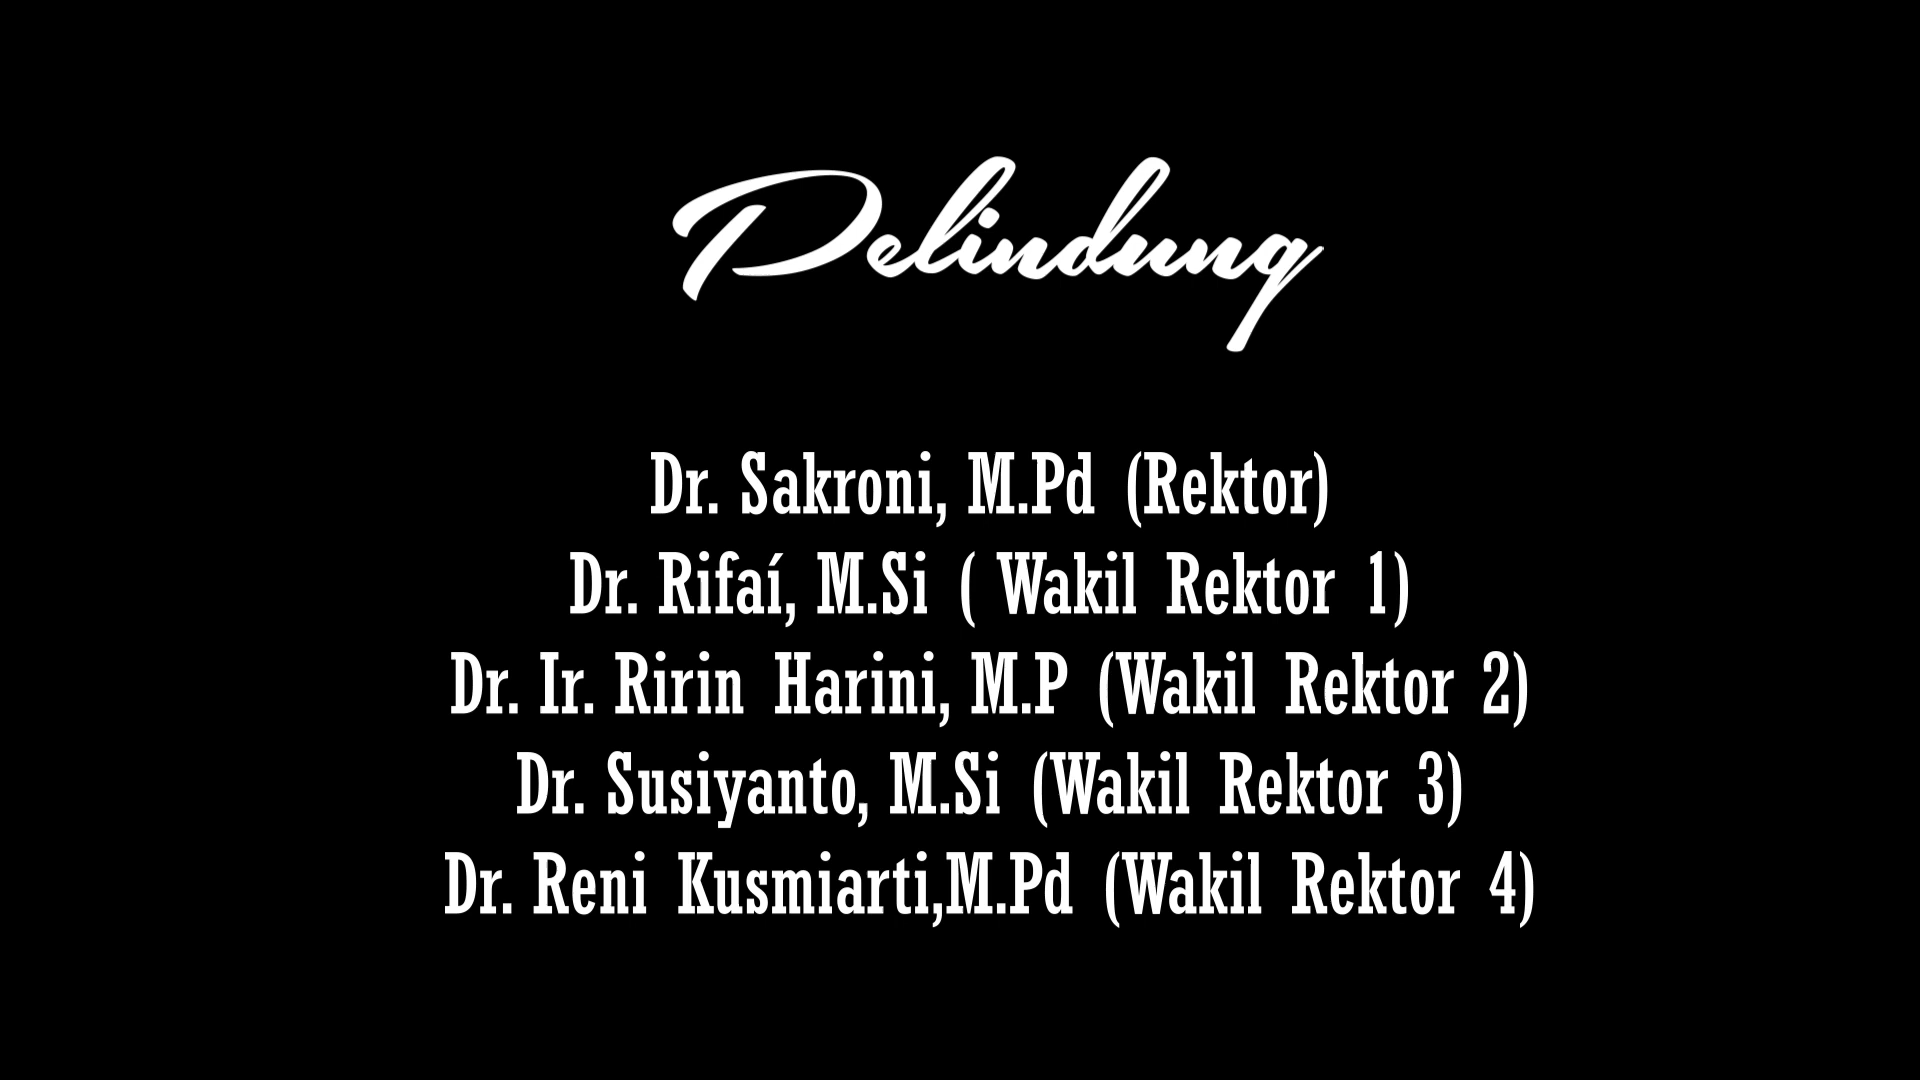 Pelindung
Dr. Sakroni, M.Pd (Rektor)
Dr. Rifaí, M.Si ( Wakil Rektor 1)
Dr. Ir. Ririn Harini, M.P (Wakil Rektor 2)
Dr. Susiyanto, M.Si (Wakil Rektor 3)
Dr. Reni Kusmiarti,M.Pd (Wakil Rektor 4)